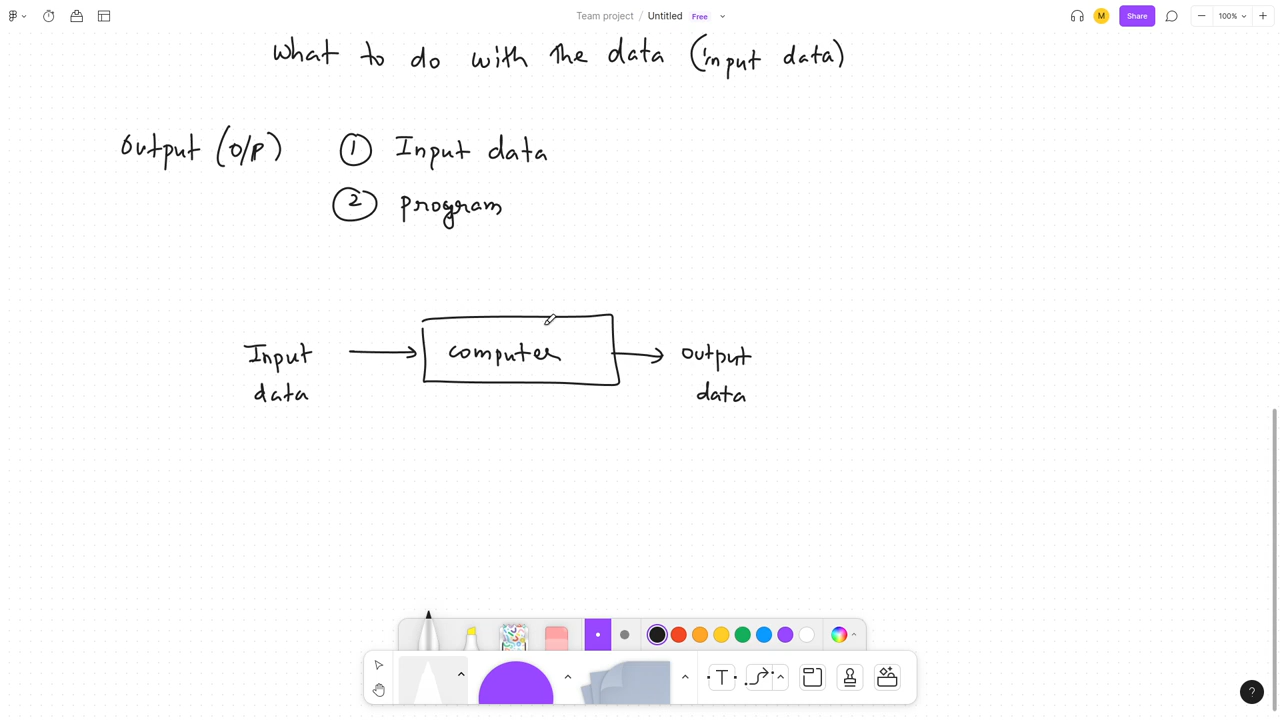 Team project / Untitled Free
M
Share
100%
What to do with the data (input data)
Output (O/P) 1 Input data
2 Program
Input data
computer
output data
T
?